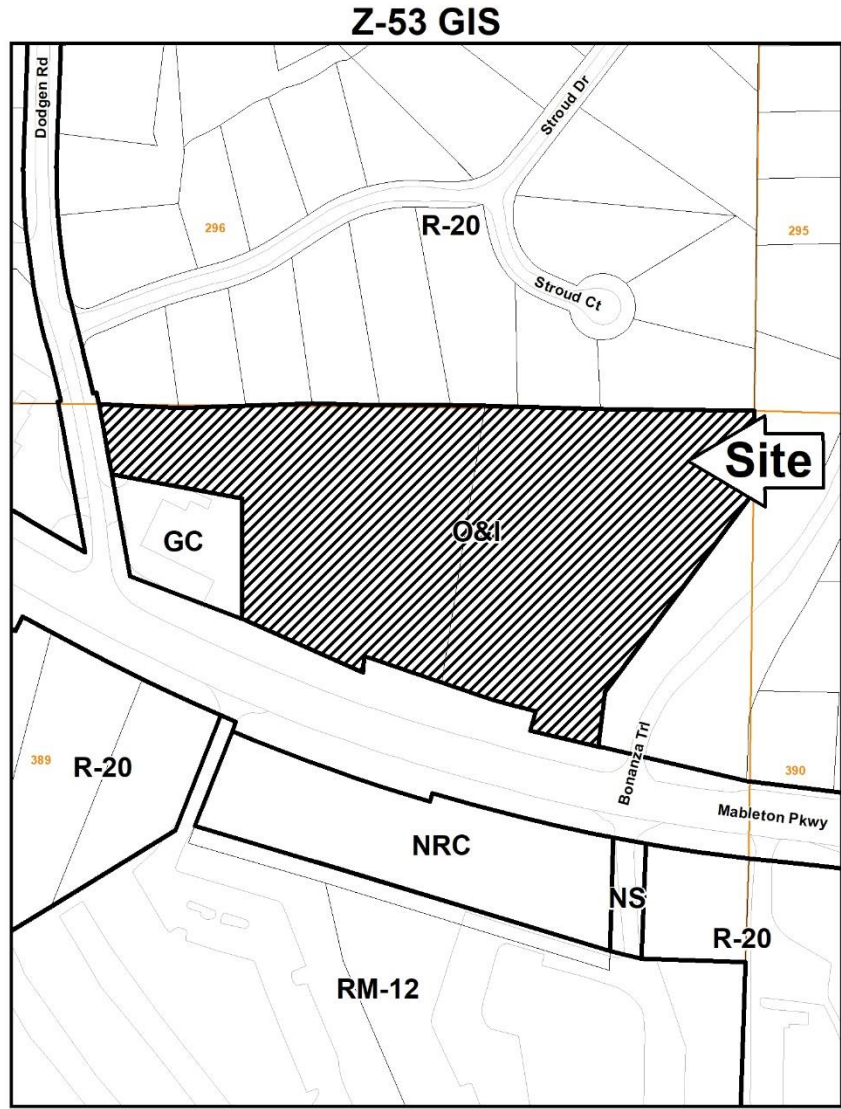 Z-53 GIS
Dodgen Rd
Stroud Dr
296
R-20
295
Stroud Ct
Site
GC
O&I
Bonanza Trl
389
R-20
390
Mableton Pkwy
NRC
NS
R-20
RM-12